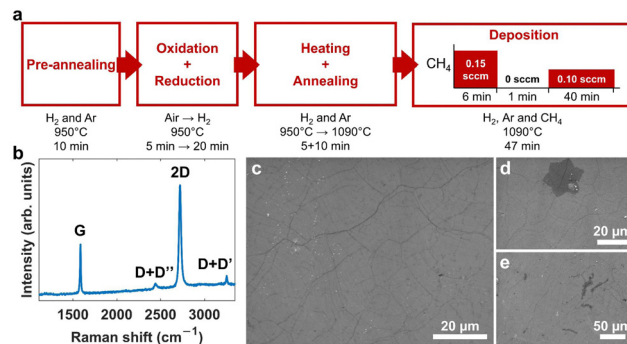 a
Pre-annealing
Oxidation
+
Reduction
Heating
+
Annealing
Deposition
CH₄
0.15
sccm
0 sccm
0.10 sccm
6 min
1 min
40 min
H₂ and Ar
950°C
10 min
Air → H₂
950°C
5 min → 20 min
H₂ and Ar
950°C → 1090°C
5+10 min
H₂, Ar and CH₄
1090°C
47 min
b
Intensity (arb. units)
G
D+D''
2D
D+D'
1500
2000
2500
3000
Raman shift (cm⁻¹)
c
20 µm
d
20 µm
e
50 µm